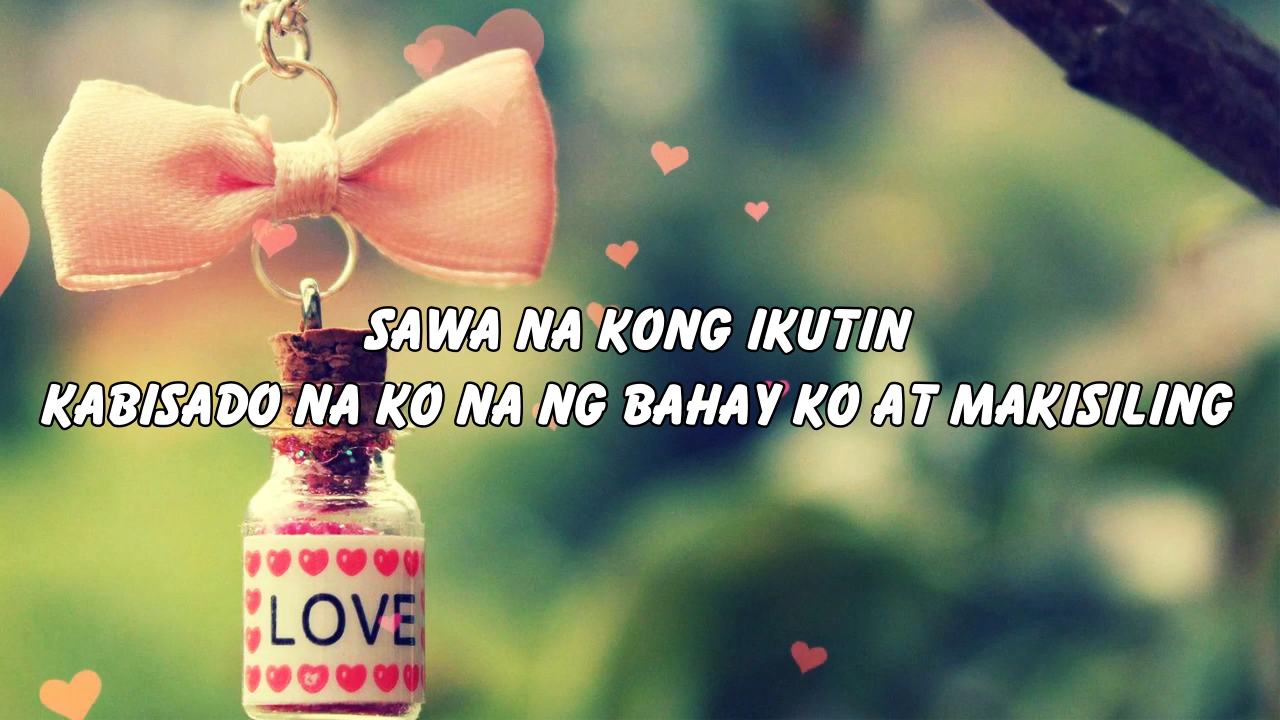 SAWA NA KONG IKUTIN
KABISADO NA KO NA NG BAHAY KO AT MAKISILING
LOVE